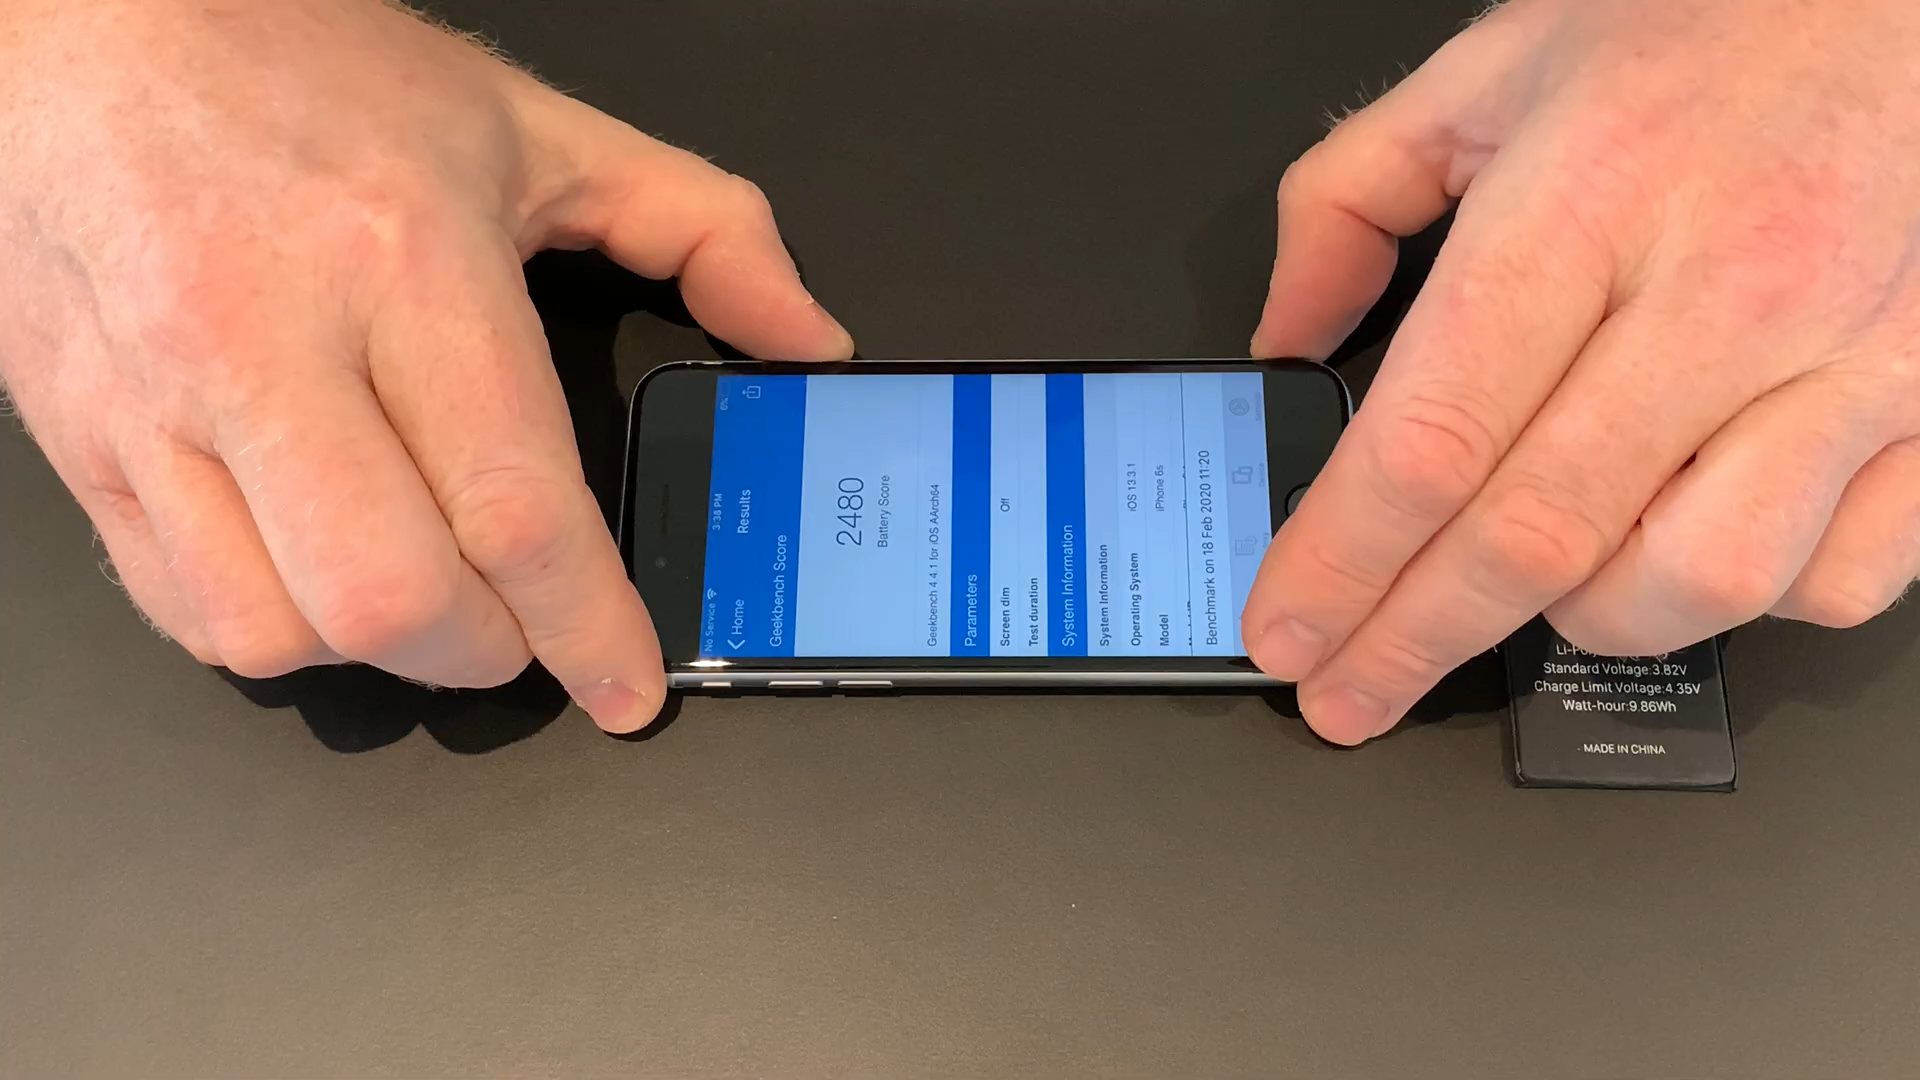 No Service 3:38 PM 6%
Home Results
Geekbench Score
2480
Battery Score
Geekbench 4.4.1 for iOS AArch64
Parameters
Screen dim Off
Test duration
System Information
System Information
Operating System iOS 13.3.1
Model iPhone 6s
Benchmark on 18 Feb 2020 11:20
Standard Voltage:3.82V
Charge Limit Voltage:4.35V
Watt-hour:9.86Wh
MADE IN CHINA